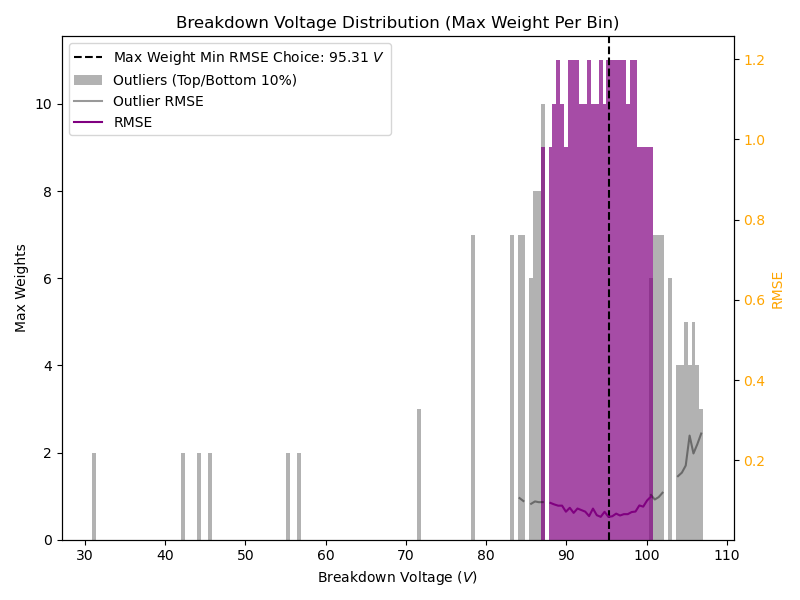 Breakdown Voltage Distribution (Max Weight Per Bin)
Max Weight Min RMSE Choice: 95.31 V
Outliers (Top/Bottom 10%)
Outlier RMSE
RMSE
Max Weights
10
8
6
4
2
0
1.2
1.0
0.8
0.6
0.4
0.2
RMSE
30 40 50 60 70 80 90 100 110
Breakdown Voltage (V)